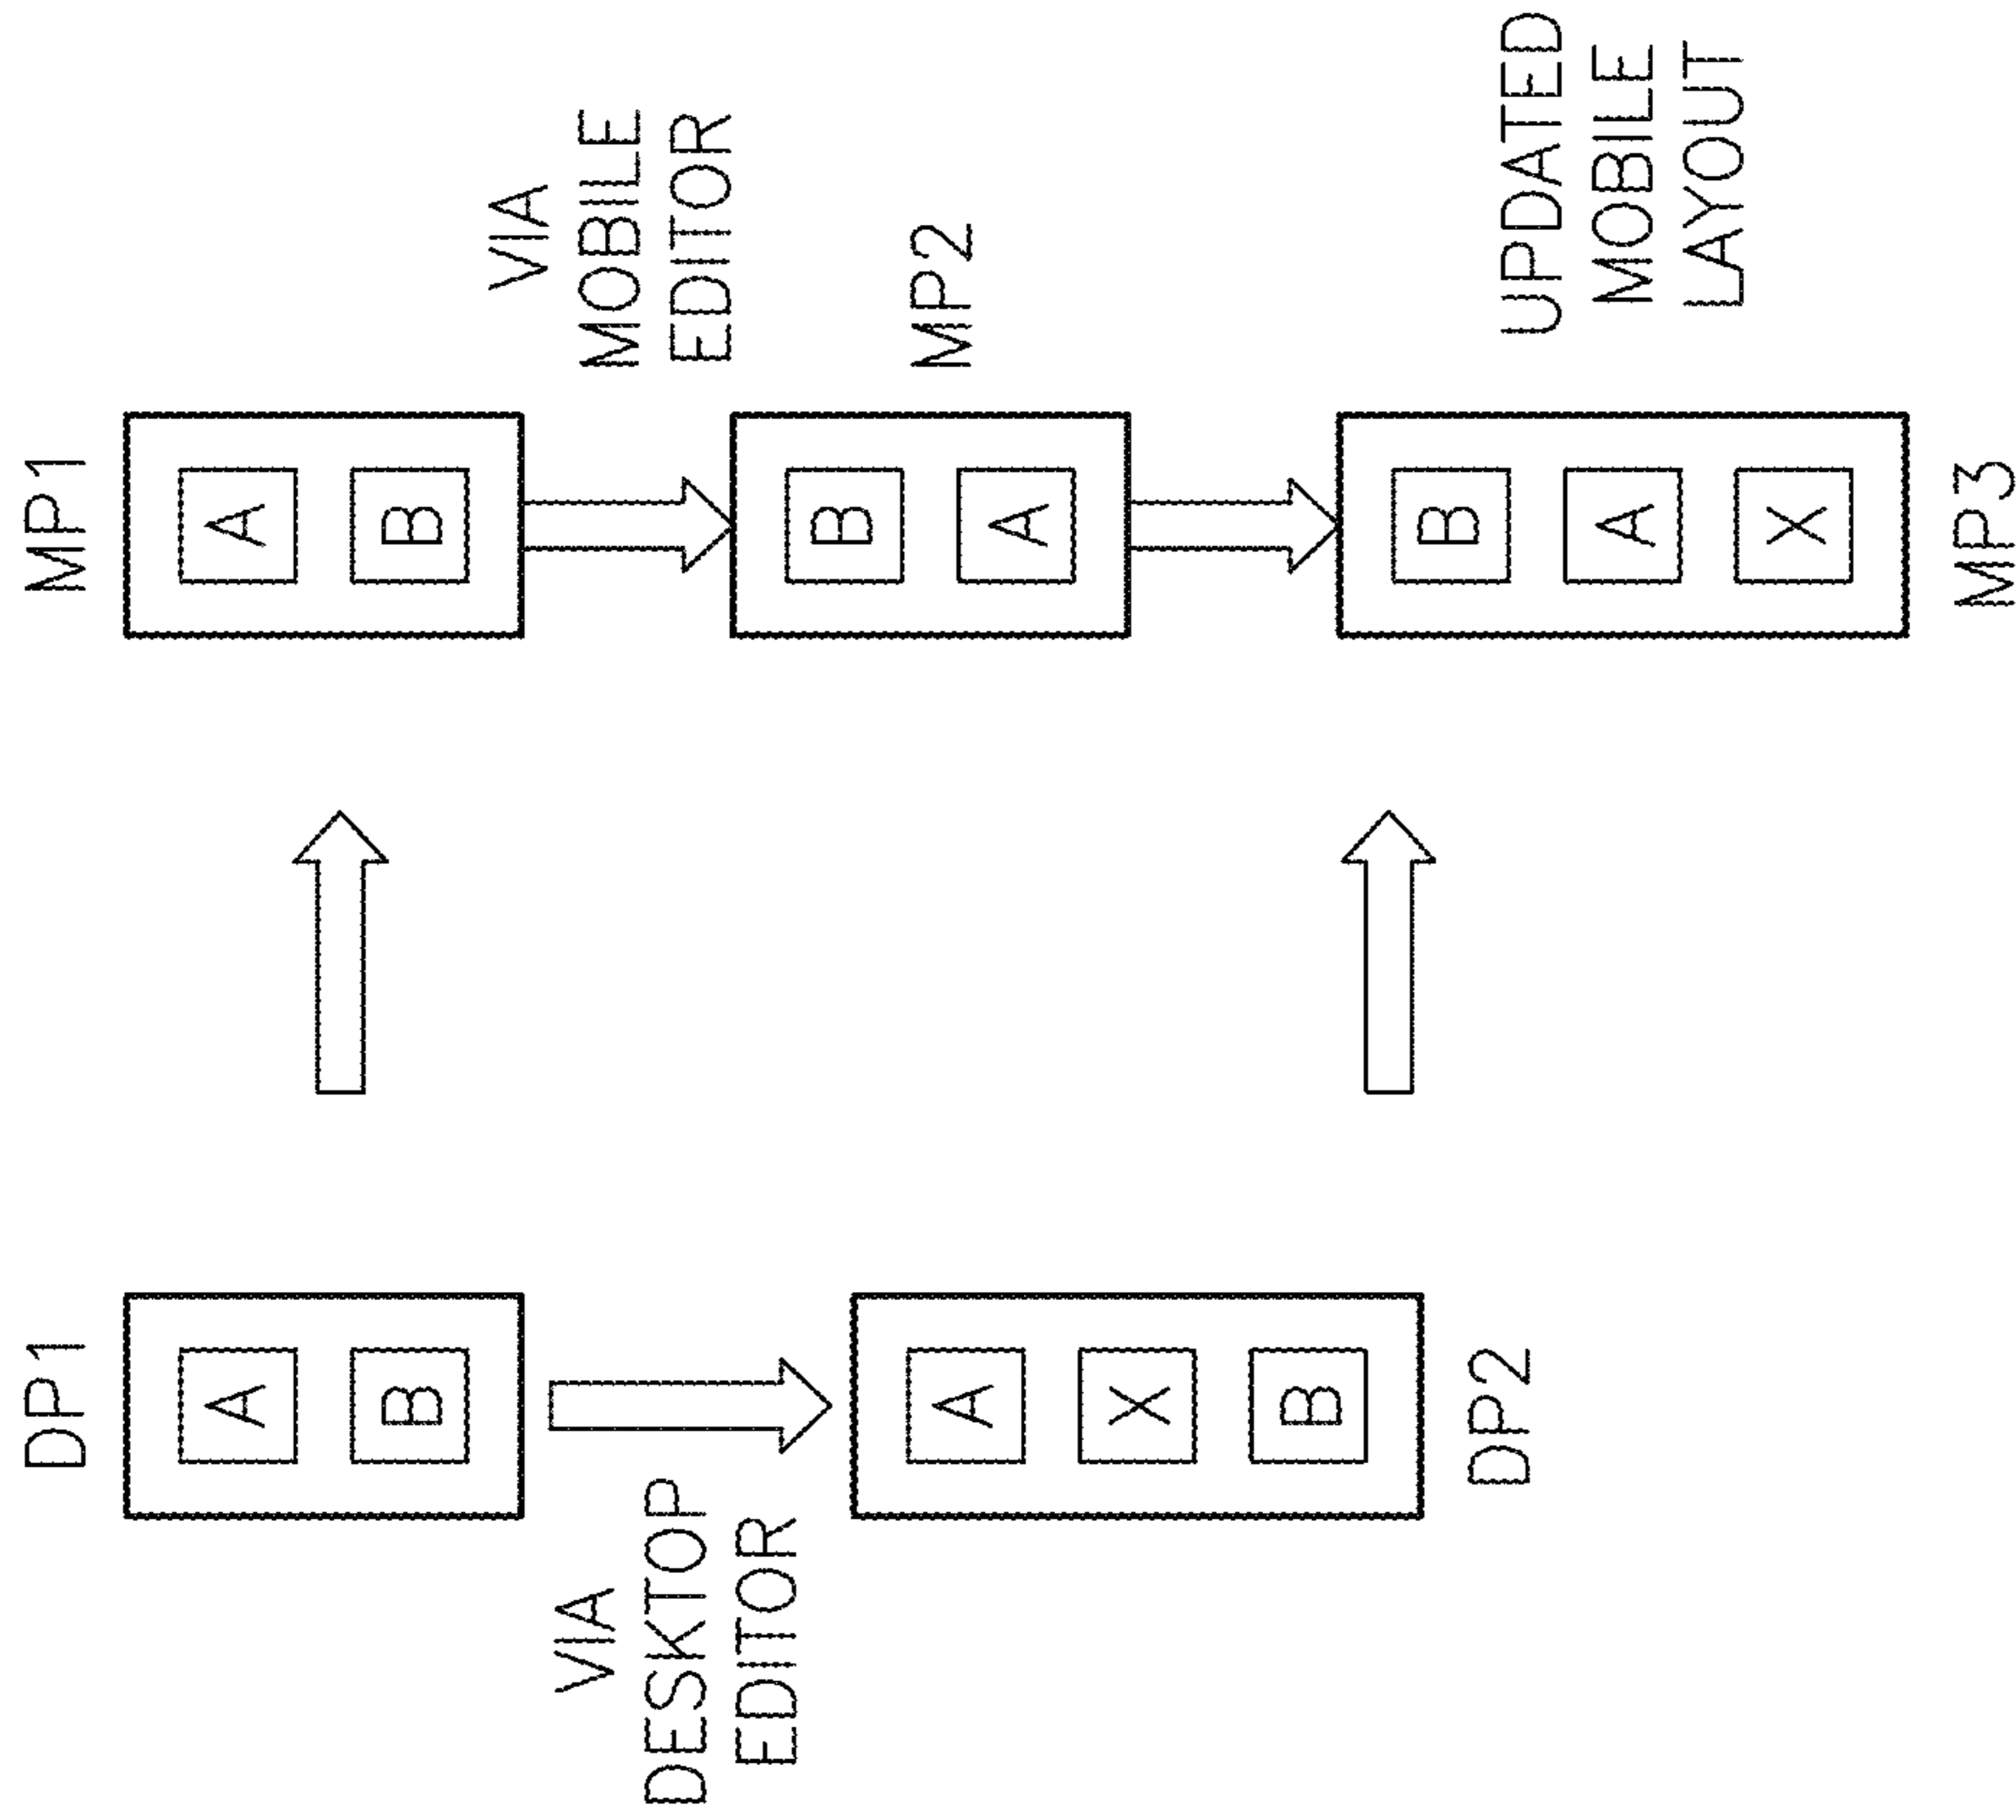 DP1
A
B
VIA
DESKTOP
EDITOR
A
X
B
DP2
MP1
A
B
VIA
MOBILE
EDITOR
B
A
MP2
B
A
X
UPDATED
MOBILE
LAYOUT
MP3